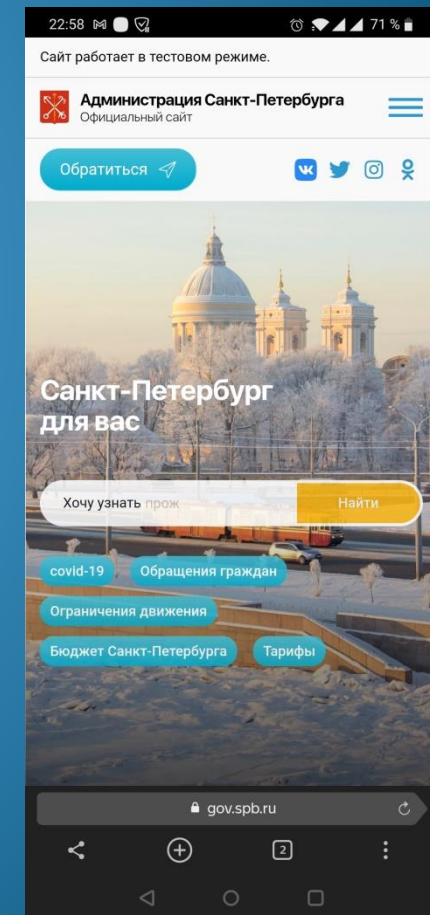 22:58
71 %
Сайт работает в тестовом режиме.
Администрация Санкт-Петербурга
Официальный сайт
Обратиться
Санкт-Петербург
для вас
Хочу узнать прож
Найти
covid-19
Обращения граждан
Ограничения движения
Бюджет Санкт-Петербурга
Тарифы
gov.spb.ru
2